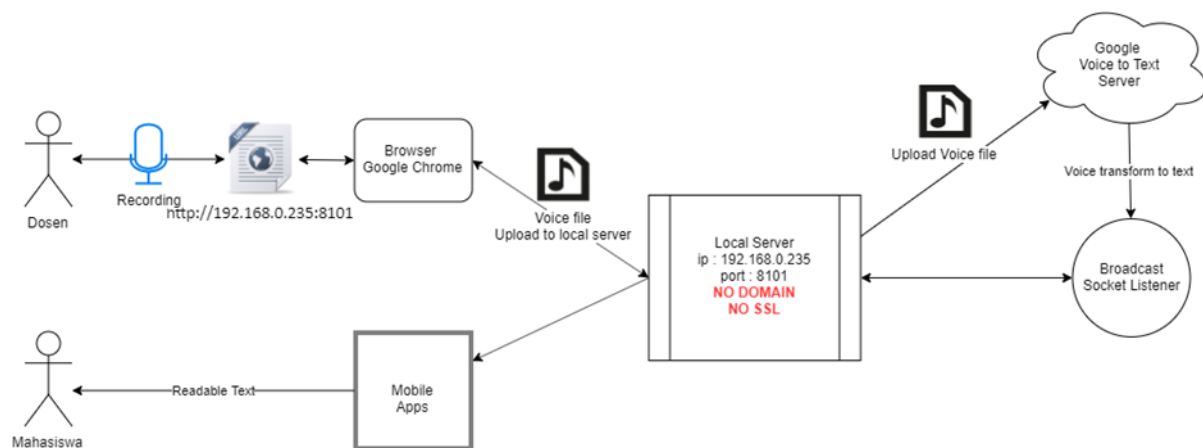 Google
Voice to Text
Server
Upload Voice file
Browser
Google Chrome
URL
Recording
Dosen
http://192.168.0.235:8101
Voice file
Upload to local server
Voice transform to text
Local Server
ip : 192.168.0.235
port : 8101
NO DOMAIN
NO SSL
Broadcast
Socket Listener
Readable Text
Mobile
Apps
Mahasiswa